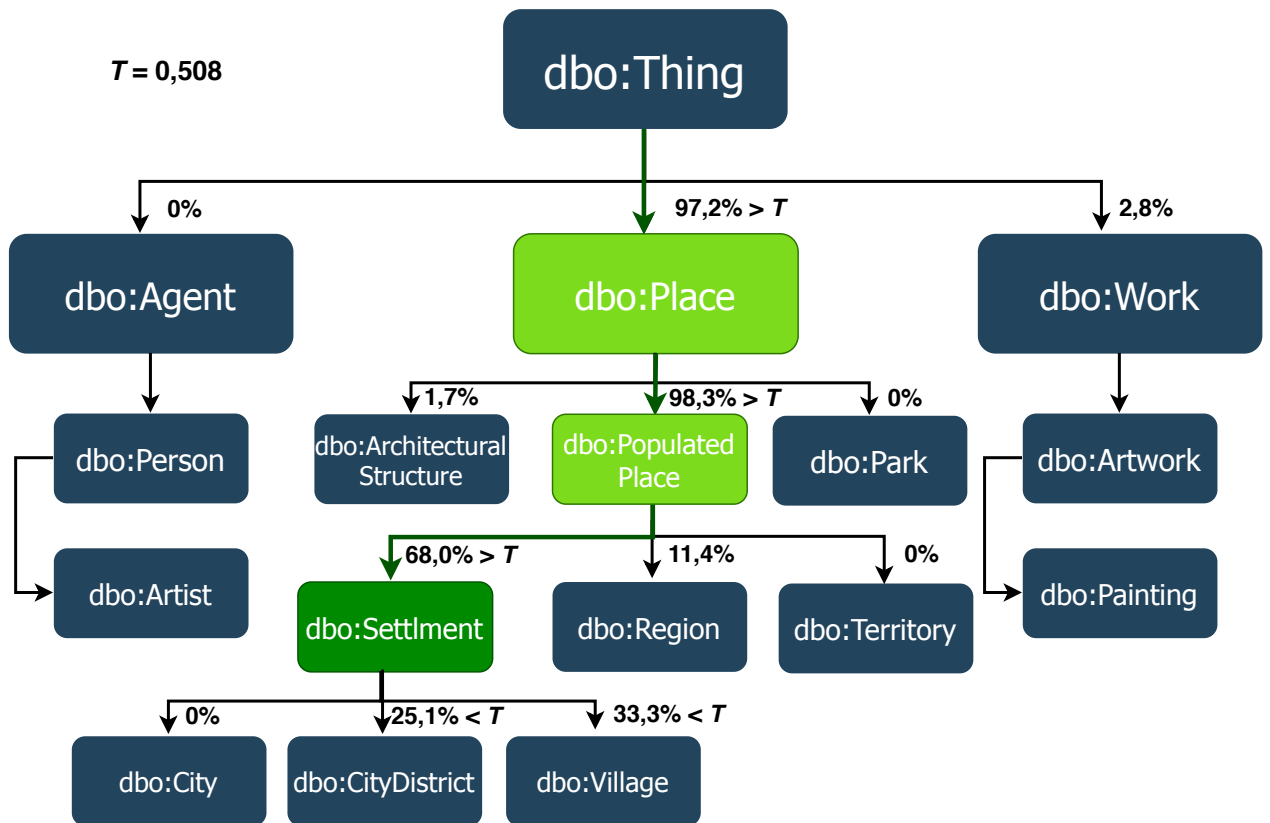 dbo:Thing
T = 0,508
0%
97,2% > T
2,8%
dbo:Agent
dbo:Place
dbo:Work
1,7%
98,3% > T
0%
dbo:Person
dbo:Architectural
Structure
dbo:Populated
Place
dbo:Park
dbo:Artwork
68,0% > T
11,4%
0%
dbo:Artist
dbo:Settlment
dbo:Region
dbo:Territory
dbo:Painting
0%
25,1% < T
33,3% < T
dbo:City
dbo:CityDistrict
dbo:Village